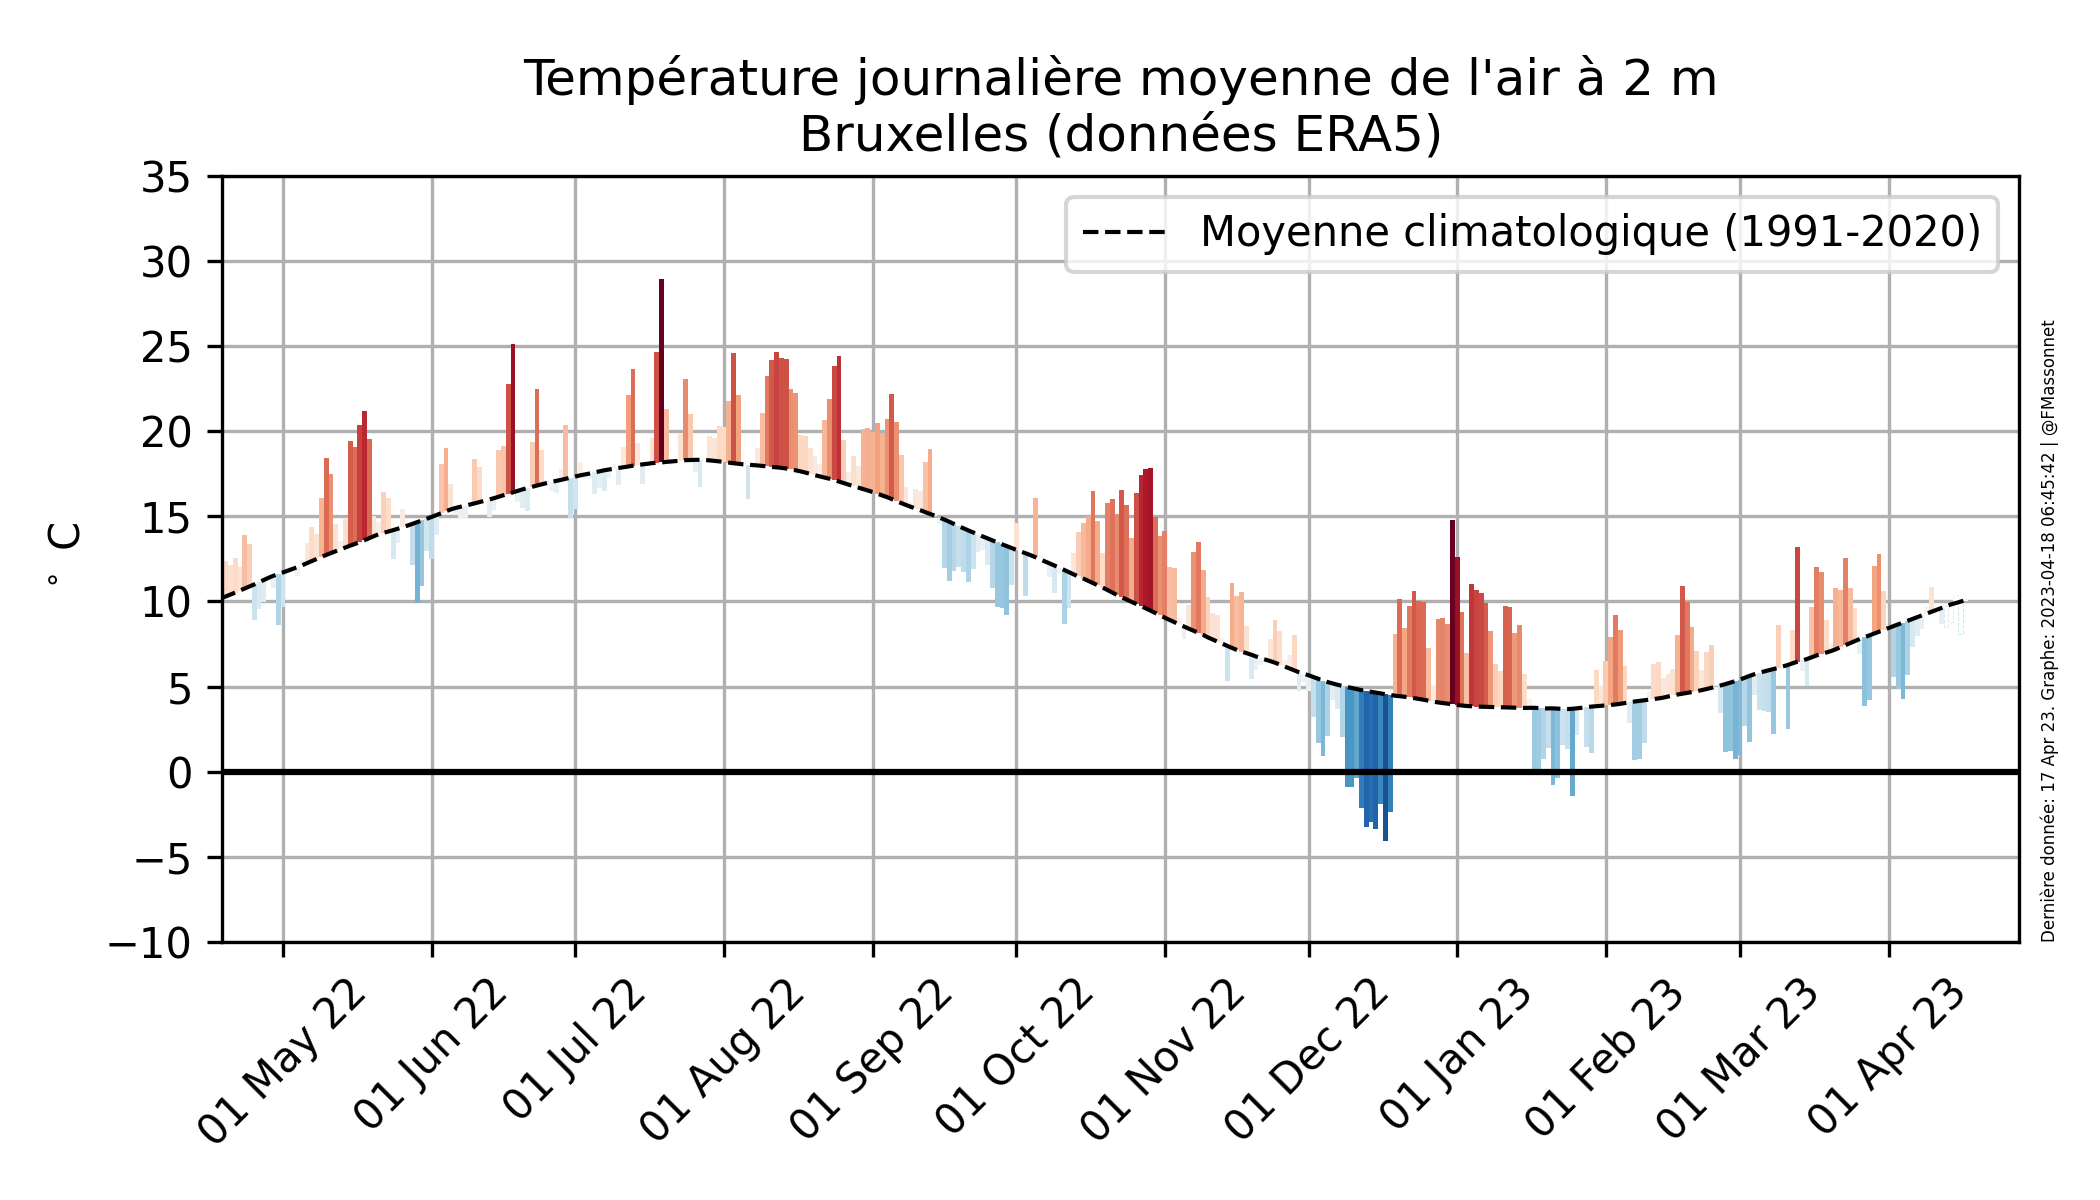 Température journalière moyenne de l'air à 2 m
Bruxelles (données ERA5)
Moyenne climatologique (1991-2020)
35
30
25
20
15
10
5
0
−5
−10
° C
01 May 22
01 Jun 22
01 Jul 22
01 Aug 22
01 Sep 22
01 Oct 22
01 Nov 22
01 Dec 22
01 Jan 23
01 Feb 23
01 Mar 23
01 Apr 23
Dernière donnée: 17 Apr 23. Graphe: 2023-04-18 06:45:42 | @FMassonnet